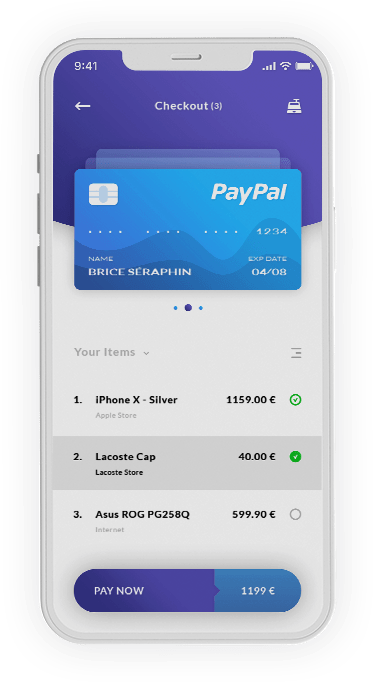 9:41
Checkout (3)
PayPal
1234
NAME EXP DATE
BRICE SÉRAPHIN 04/08
Your Items
1. iPhone X - Silver 1159.00 €
Apple Store
2. Lacoste Cap 40.00 €
Lacoste Store
3. Asus ROG PG258Q 599.90 €
Internet
PAY NOW 1199 €